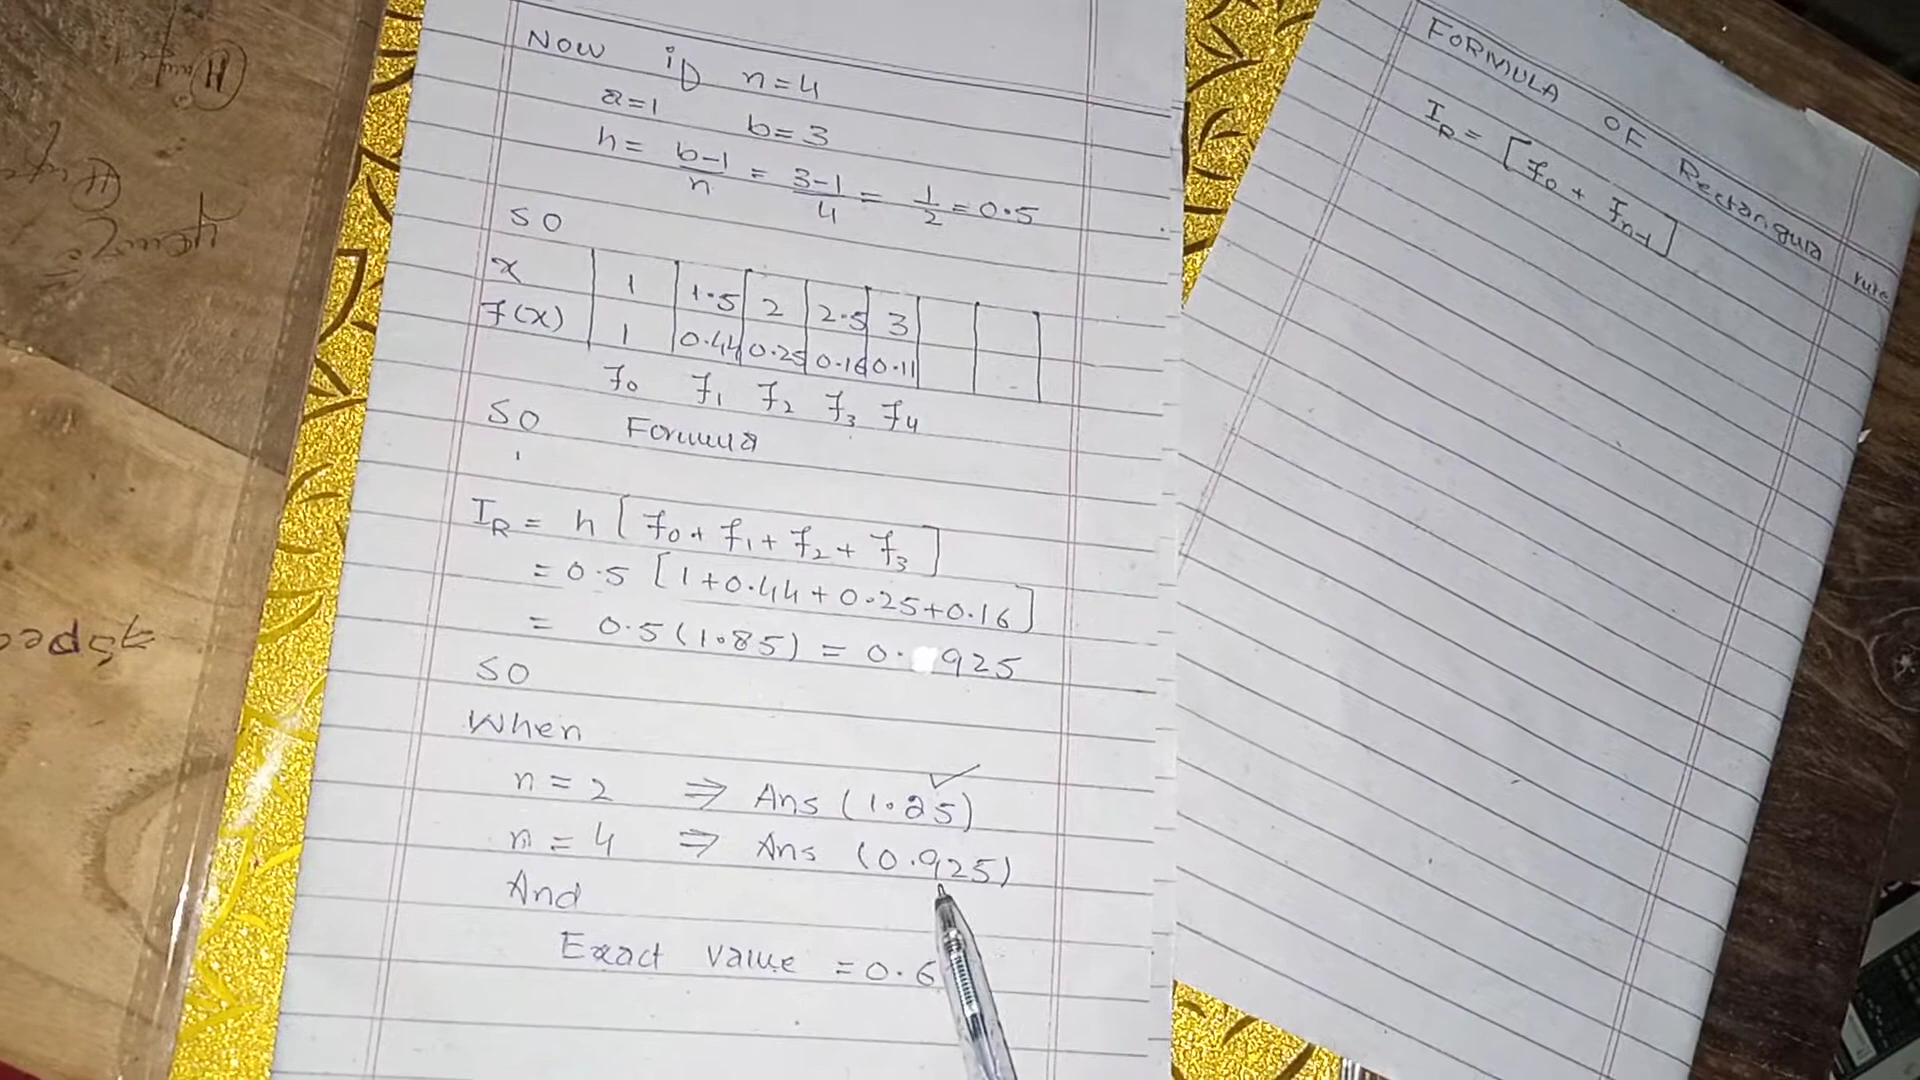 Now if n=4
a=1 b=3
h= b-1/n = 3-1/4 = 1/2 = 0.5
so
x 1 1.5 2 2.5 3
f(x) 1 0.44 0.25 0.16 0.11
f0 f1 f2 f3 f4
so Formula
IR = h [f0 + f1 + f2 + f3]
= 0.5 [1+0.44+0.25+0.16]
= 0.5(1.85) = 0.925
so
When
n = 2 ⇒ Ans (1.25) ✓
n = 4 ⇒ Ans (0.925)
And
Exact value = 0.6
FORMULA OF Rectangula rule
IR = [f0 + fn-1]